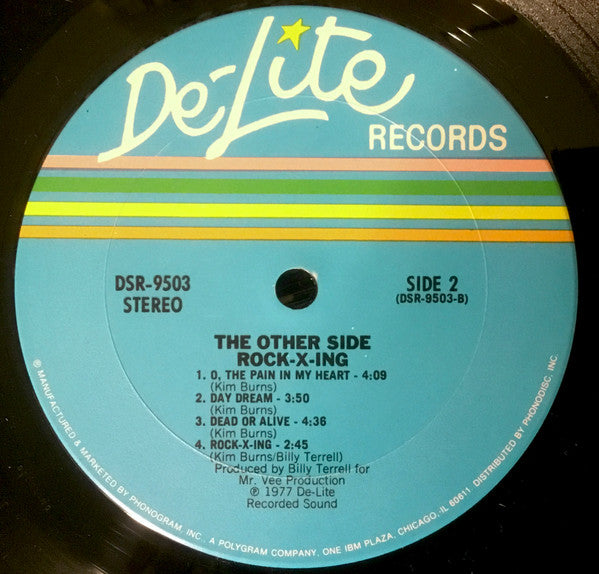 De-Lite
RECORDS
DSR-9503
STEREO
SIDE 2
(DSR-9503-B)
THE OTHER SIDE
ROCK-X-ING
1. O, THE PAIN IN MY HEART - 4:09
(Kim Burns)
2. DAY DREAM - 3:50
(Kim Burns)
3. DEAD OR ALIVE - 4:36
(Kim Burns)
4. ROCK-X-ING - 2:45
(Kim Burns/Billy Terrell)
Produced by Billy Terrell for
Mr. Vee Production
℗ 1977 De-Lite
Recorded Sound
® MANUFACTURED & MARKETED BY PHONOGRAM, INC., A POLYGRAM COMPANY, ONE IBM PLAZA, CHICAGO, IL 60611 DISTRIBUTED BY PHONODISC, INC.